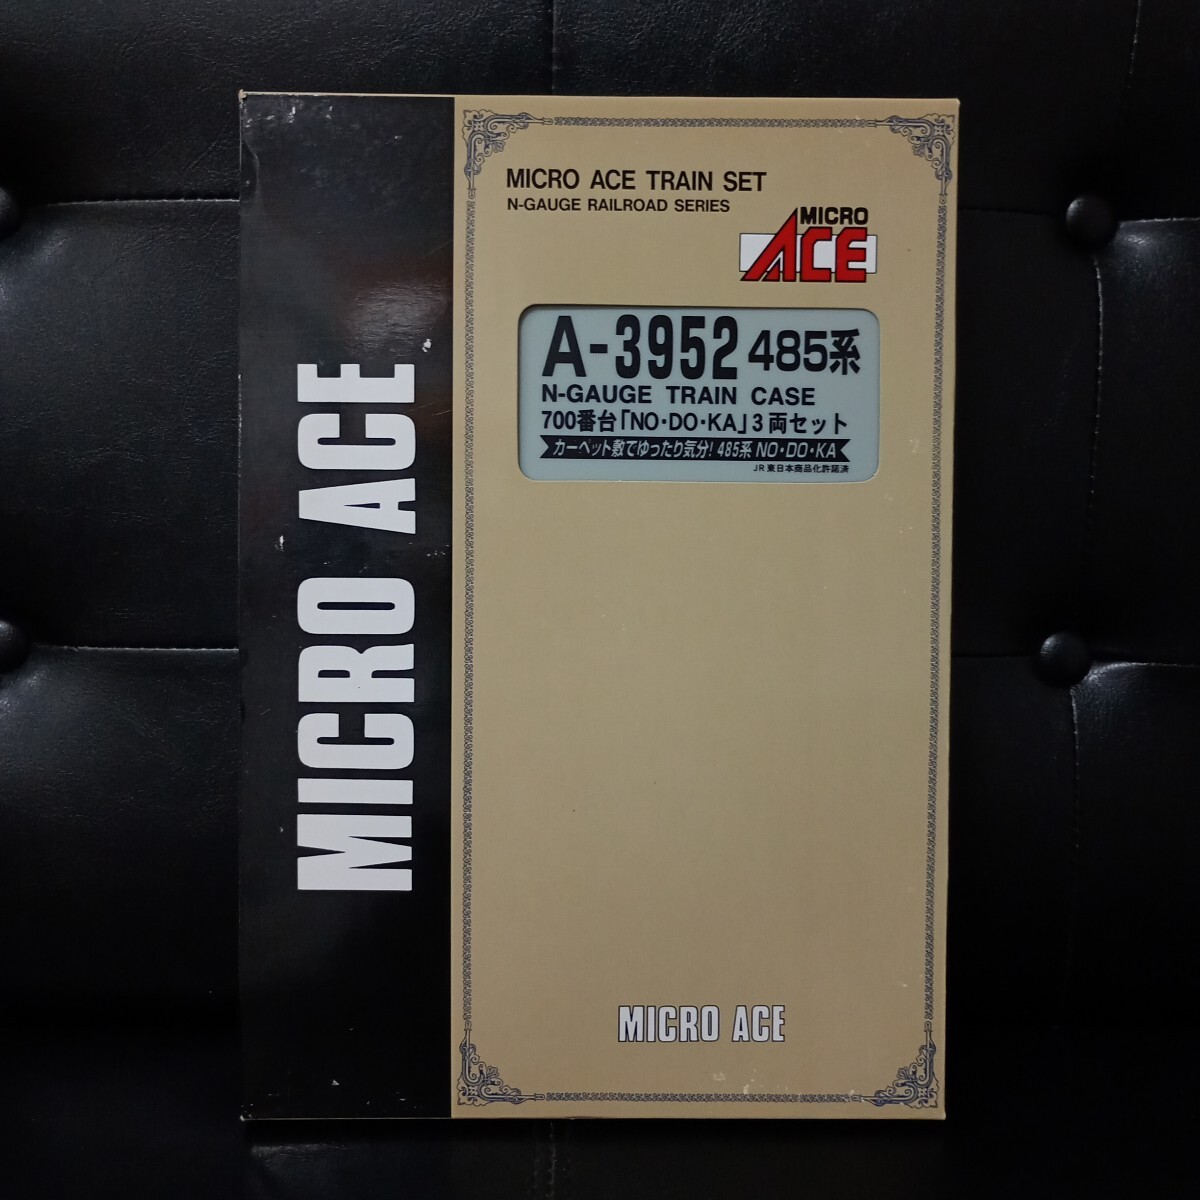 MICRO ACE
MICRO ACE TRAIN SET
N-GAUGE RAILROAD SERIES
MICRO
ACE
A-3952 485系
N-GAUGE TRAIN CASE
700番台「NO・DO・KA」3両セット
カーペット敷でゆったり気分! 485系 NO・DO・KA
JR東日本商品化許諾済
MICRO ACE